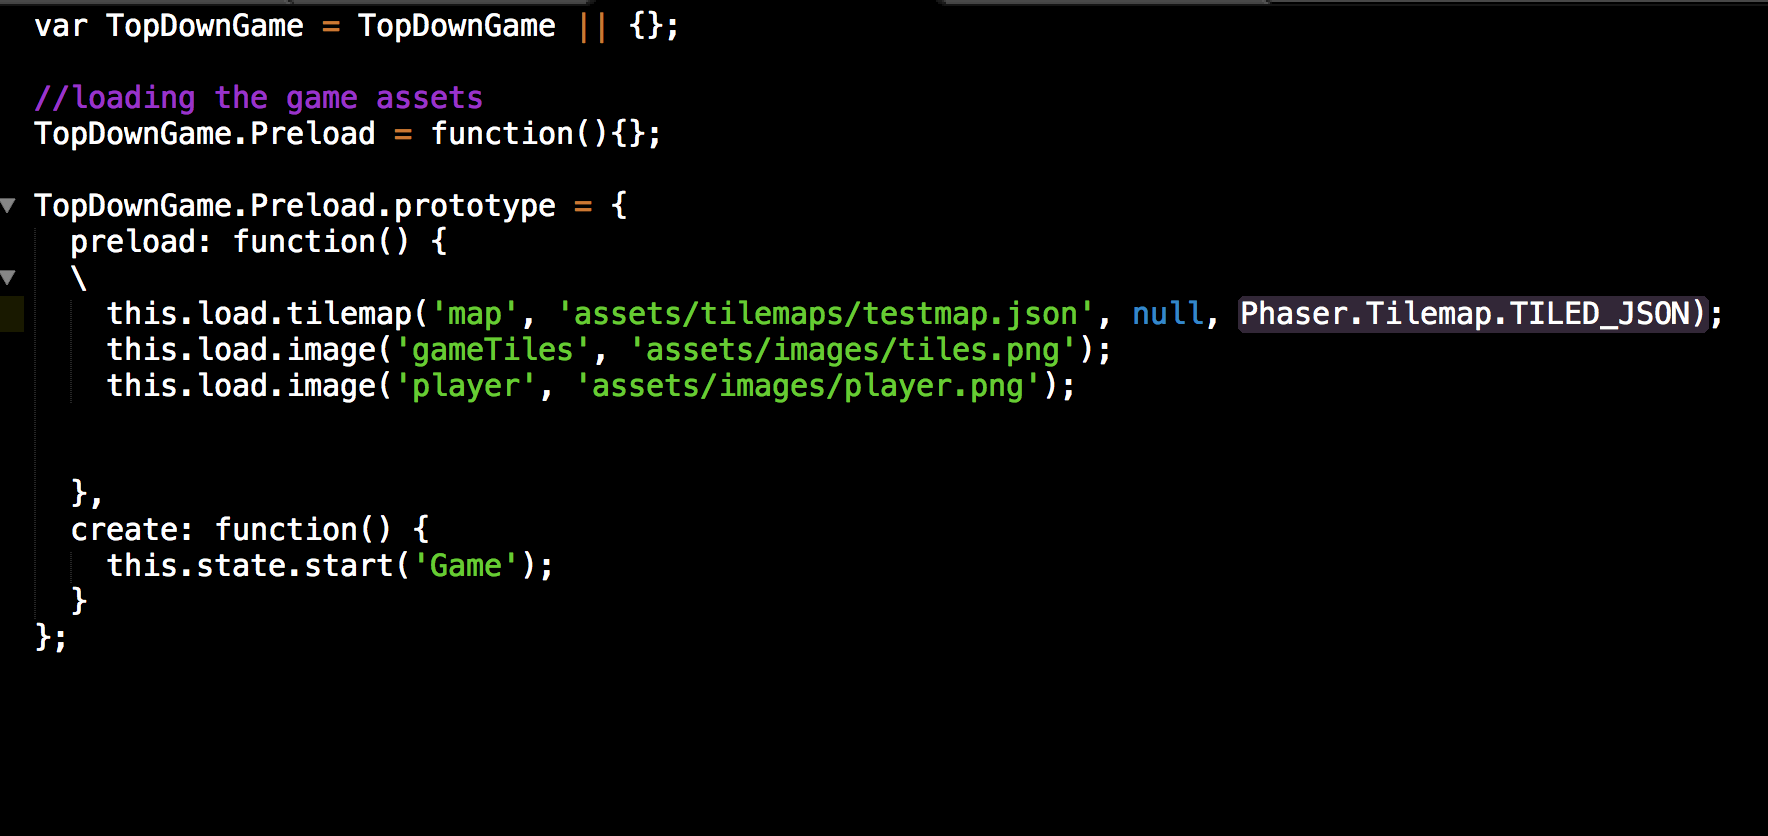 var TopDownGame = TopDownGame || {};
//loading the game assets
TopDownGame.Preload = function(){};
TopDownGame.Preload.prototype = {
preload: function() {
\
this.load.tilemap('map', 'assets/tilemaps/testmap.json', null, Phaser.Tilemap.TILED_JSON);
this.load.image('gameTiles', 'assets/images/tiles.png');
this.load.image('player', 'assets/images/player.png');
},
create: function() {
this.state.start('Game');
}
};